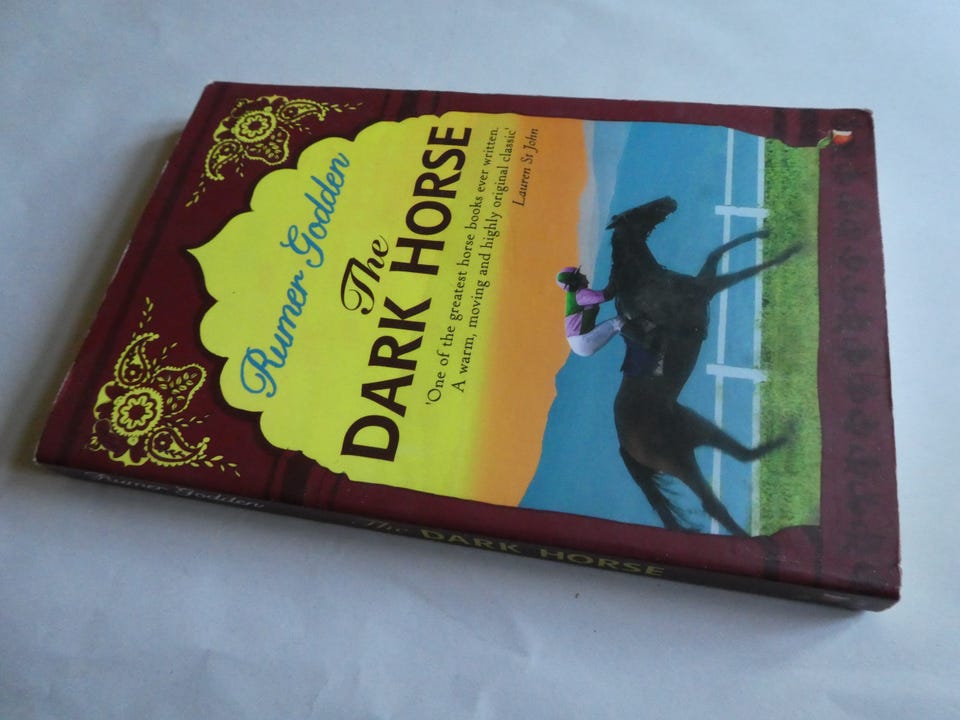 Rumer Godden
The
DARK HORSE
'One of the greatest horse books ever written.
A warm, moving and highly original classic'
Lauren St John
Rumer Godden
The DARK HORSE